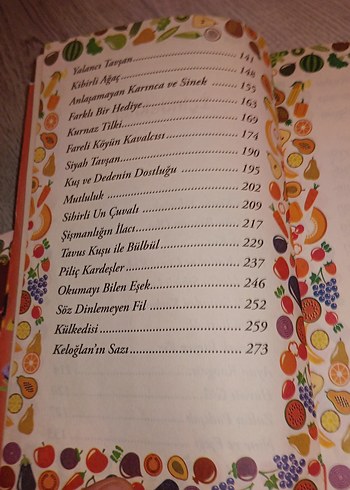 Yalancı Tavşan 141
Kibirli Ağaç 148
Anlaşamayan Karınca ve Sinek 155
Farklı Bir Hediye 163
Kurnaz Tilki 169
Fareli Köyün Kavalcısı 174
Siyah Tavşan 190
Kuş ve Dedenin Dostluğu 195
Mutluluk 202
Sihirli Un Çuvalı 209
Şişmanlığın İlacı 217
Tavus Kuşu ile Bülbül 229
Piliç Kardeşler 237
Okumayı Bilen Eşek 246
Söz Dinlemeyen Fil 252
Külkedisi 259
Keloğlan'ın Sazı 273